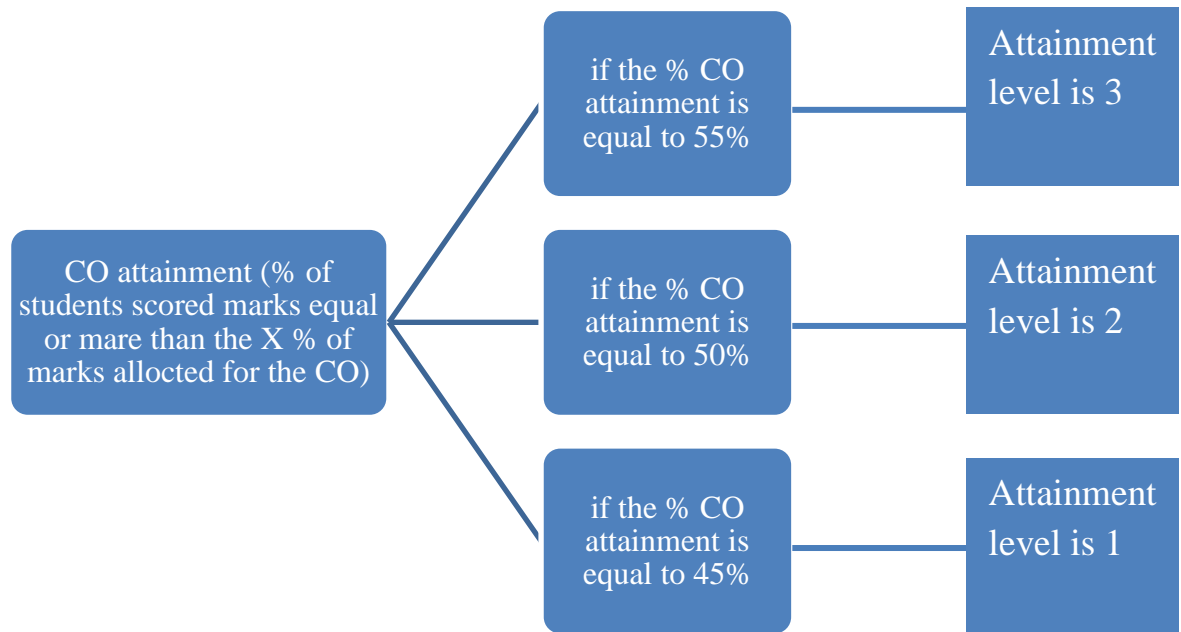 CO attainment (% of
students scored marks equal
or mare than the X % of
marks allocted for the CO)
if the % CO
attainment is
equal to 55%
Attainment
level is 3
if the % CO
attainment is
equal to 50%
Attainment
level is 2
if the % CO
attainment is
equal to 45%
Attainment
level is 1